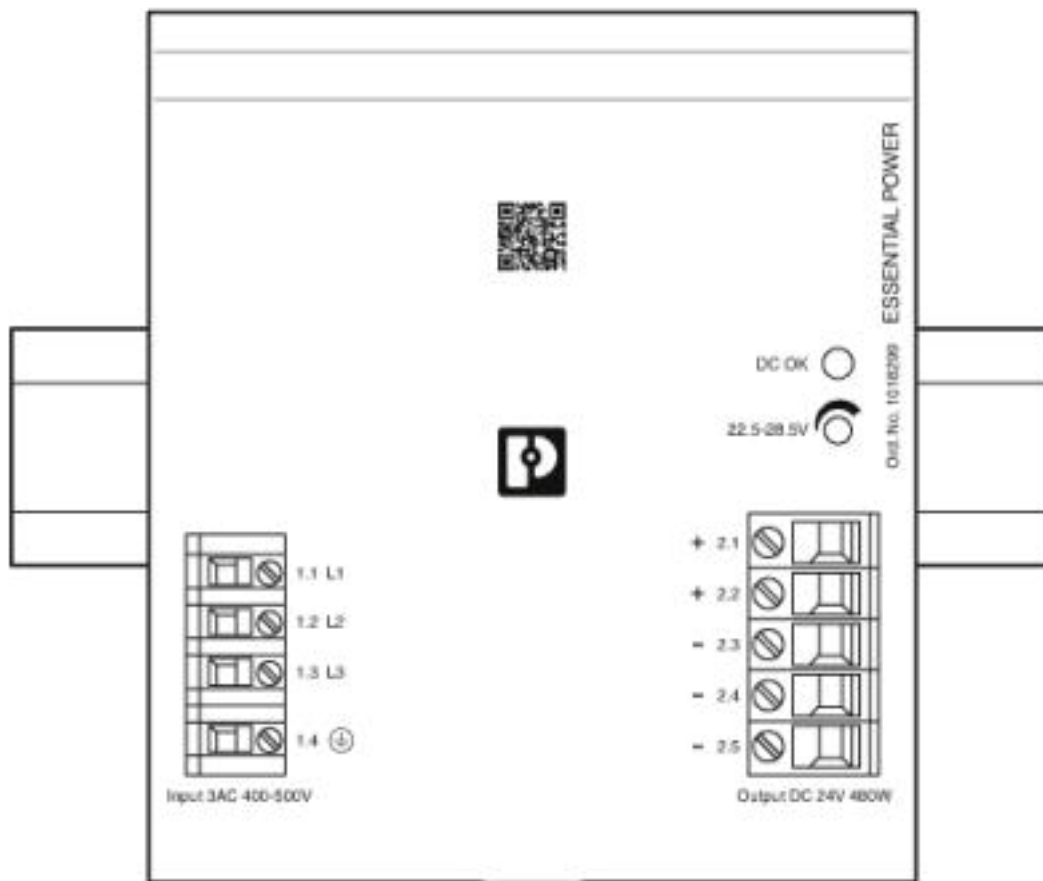 ESSENTIAL POWER
Ord. No. 1018299
DC OK
22.5-28.5V
1.1 L1
1.2 L2
1.3 L3
1.4
Input 3AC 400-500V
+ 2.1
+ 2.2
- 2.3
- 2.4
- 2.5
Output DC 24V 480W